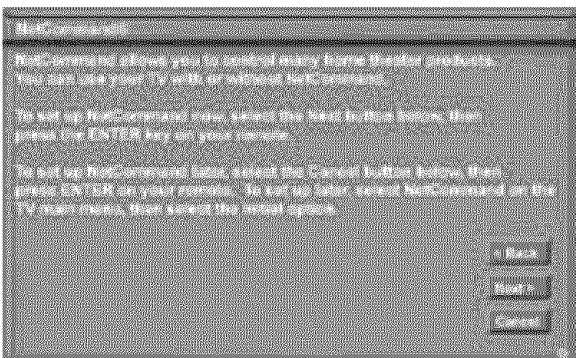 NetCommand®
NetCommand allows you to control many home theater products.
You can use your TV with or without NetCommand.
To set up NetCommand now, select the Next button below, then
press the ENTER key on your remote.
To set up NetCommand later, select the Cancel button below, then
press ENTER on your remote. To set up later, select NetCommand on the
TV main menu, then select the initial option.
< Back
Next >
Cancel